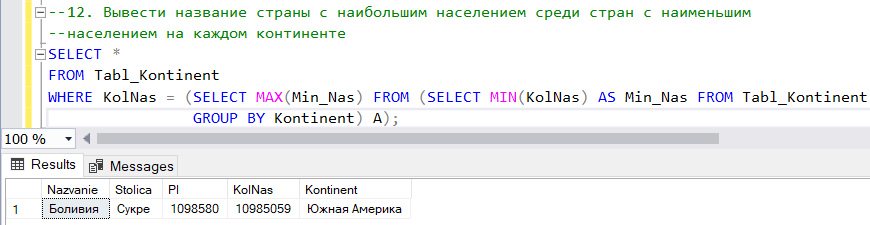 --12. Вывести название страны с наибольшим населением среди стран с наименьшим
--населением на каждом континенте
SELECT *
FROM Tabl_Kontinent
WHERE KolNas = (SELECT MAX(Min_Nas) FROM (SELECT MIN(KolNas) AS Min_Nas FROM Tabl_Kontinent
GROUP BY Kontinent) A);
100 %
Results Messages
Nazvanie Stolica Pl KolNas Kontinent
1 Боливия Сукре 1098580 10985059 Южная Америка